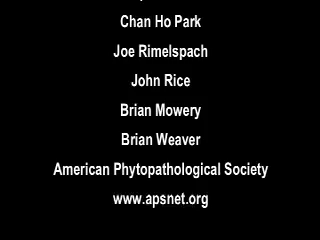 Chan Ho Park
Joe Rimelspach
John Rice
Brian Mowery
Brian Weaver
American Phytopathological Society
www.apsnet.org